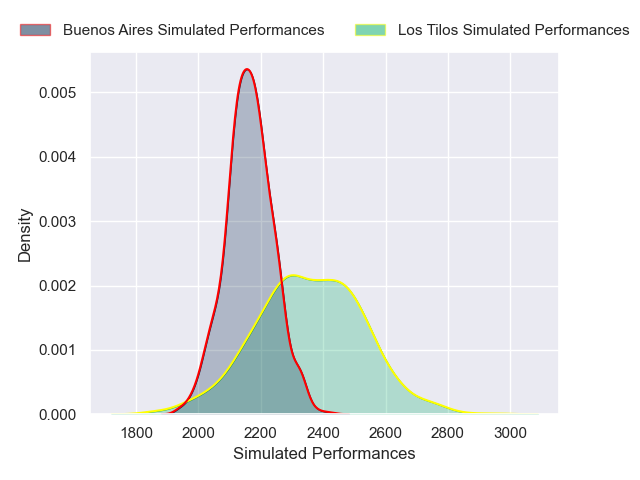 Buenos Aires Simulated Performances
Los Tilos Simulated Performances
0.005
0.004
0.003
0.002
0.001
0.000
Density
1800 2000 2200 2400 2600 2800 3000
Simulated Performances